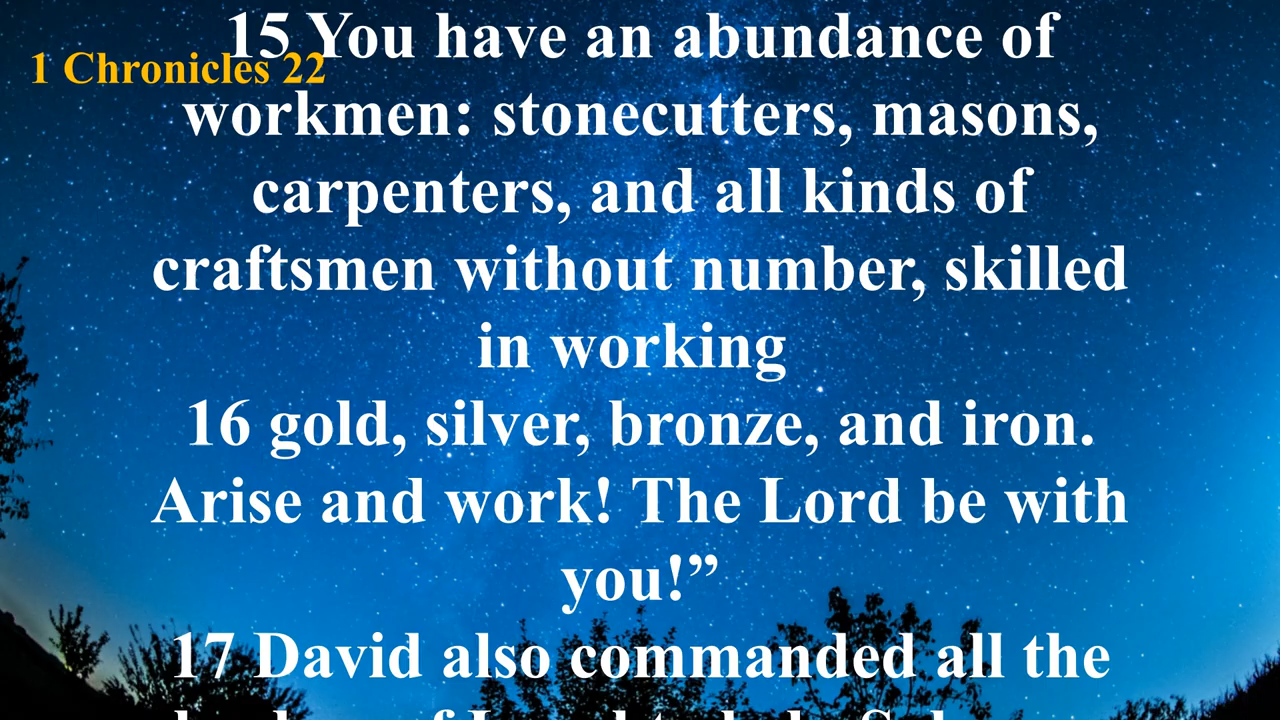 15 You have an abundance of
1 Chronicles 22
workmen: stonecutters, masons,
carpenters, and all kinds of
craftsmen without number, skilled
in working
16 gold, silver, bronze, and iron.
Arise and work! The Lord be with
you!”
17 David also commanded all the